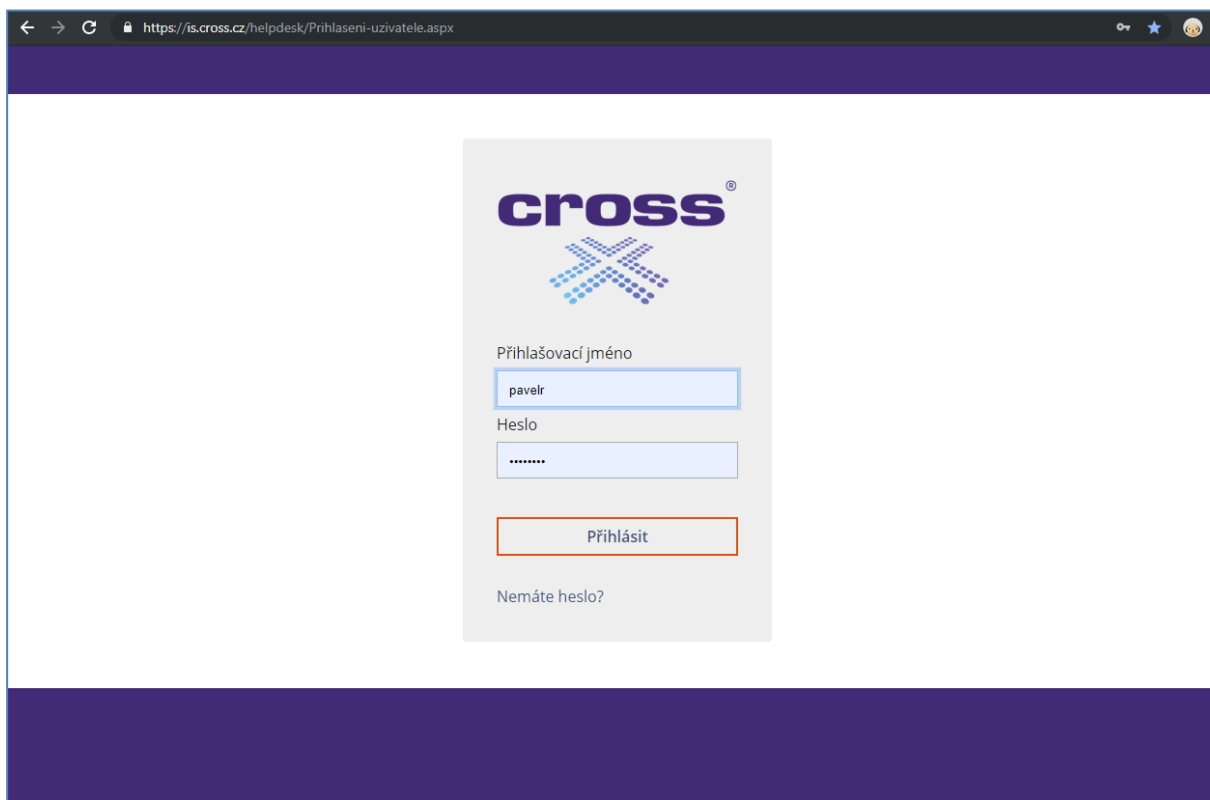 https://is.cross.cz/helpdesk/Prihlaseni-uzivatele.aspx
cross®
Přihlašovací jméno
pavelr
Heslo
••••••••
Přihlásit
Nemáte heslo?